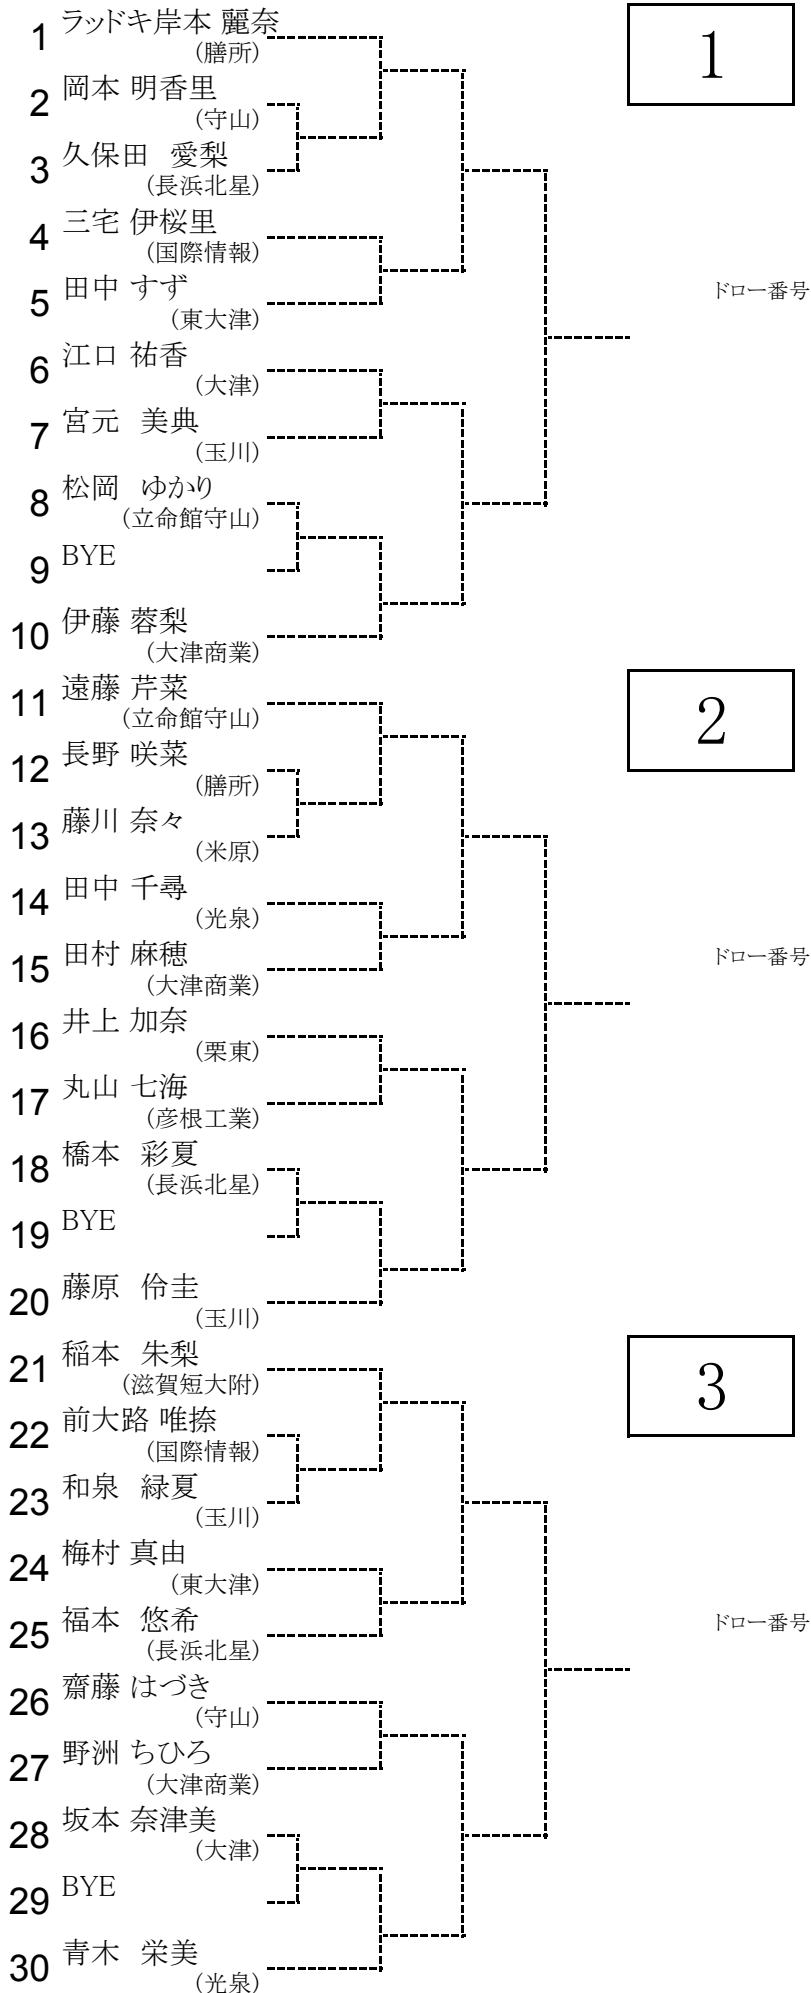 1 ラッドキ岸本 麗奈
(膳所)
1
2 岡本 明香里
(守山)
3 久保田 愛梨
(長浜北星)
4 三宅 伊桜里
(国際情報)
5 田中 すず
(東大津)
ドロー番号
6 江口 祐香
(大津)
7 宮元 美典
(玉川)
8 松岡 ゆかり
(立命館守山)
9 BYE
10 伊藤 蓉梨
(大津商業)
11 遠藤 芹菜
(立命館守山)
2
12 長野 咲菜
(膳所)
13 藤川 奈々
(米原)
14 田中 千尋
(光泉)
15 田村 麻穂
(大津商業)
ドロー番号
16 井上 加奈
(栗東)
17 丸山 七海
(彦根工業)
18 橋本 彩夏
(長浜北星)
19 BYE
20 藤原 伶圭
(玉川)
21 稲本 朱梨
(滋賀短大附)
3
22 前大路 唯捺
(国際情報)
23 和泉 緑夏
(玉川)
24 梅村 真由
(東大津)
25 福本 悠希
(長浜北星)
ドロー番号
26 齋藤 はづき
(守山)
27 野洲 ちひろ
(大津商業)
28 坂本 奈津美
(大津)
29 BYE
30 青木 栄美
(光泉)